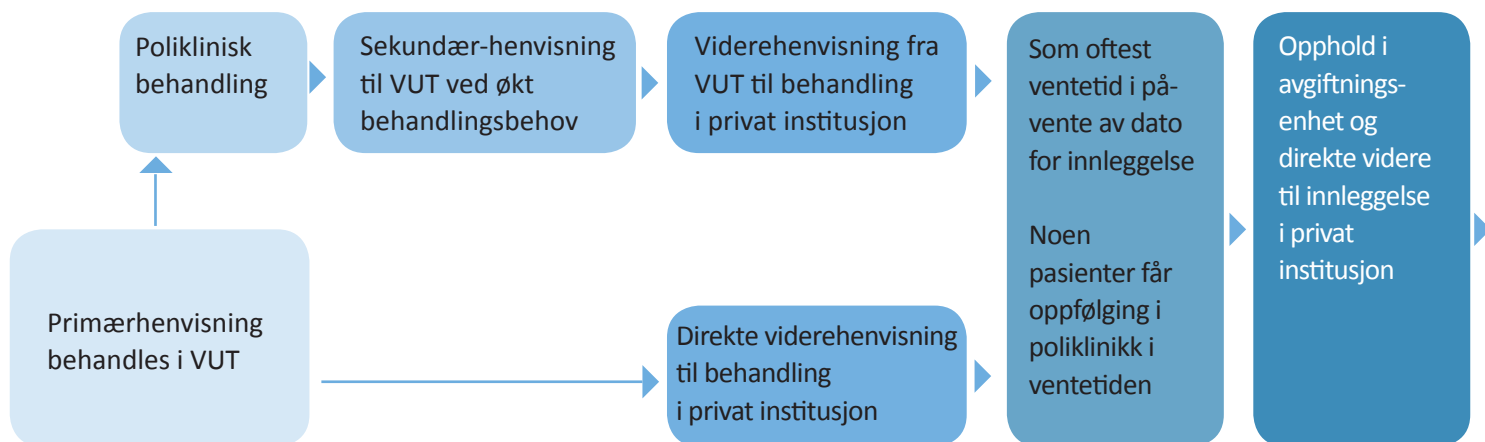 Poliklinisk
behandling
Sekundær-henvisning
til VUT ved økt
behandlingsbehov
Viderehenvisning fra
VUT til behandling
i privat institusjon
Som oftest
ventetid i på-
vente av dato
for innleggelse
Noen
pasienter får
oppfølging i
poliklinikk i
ventetiden
Opphold i
avgiftnings-
enhet og
direkte videre
til innleggelse
i privat
institusjon
Primærhenvisning
behandles i VUT
Direkte viderehenvisning
til behandling
i privat institusjon